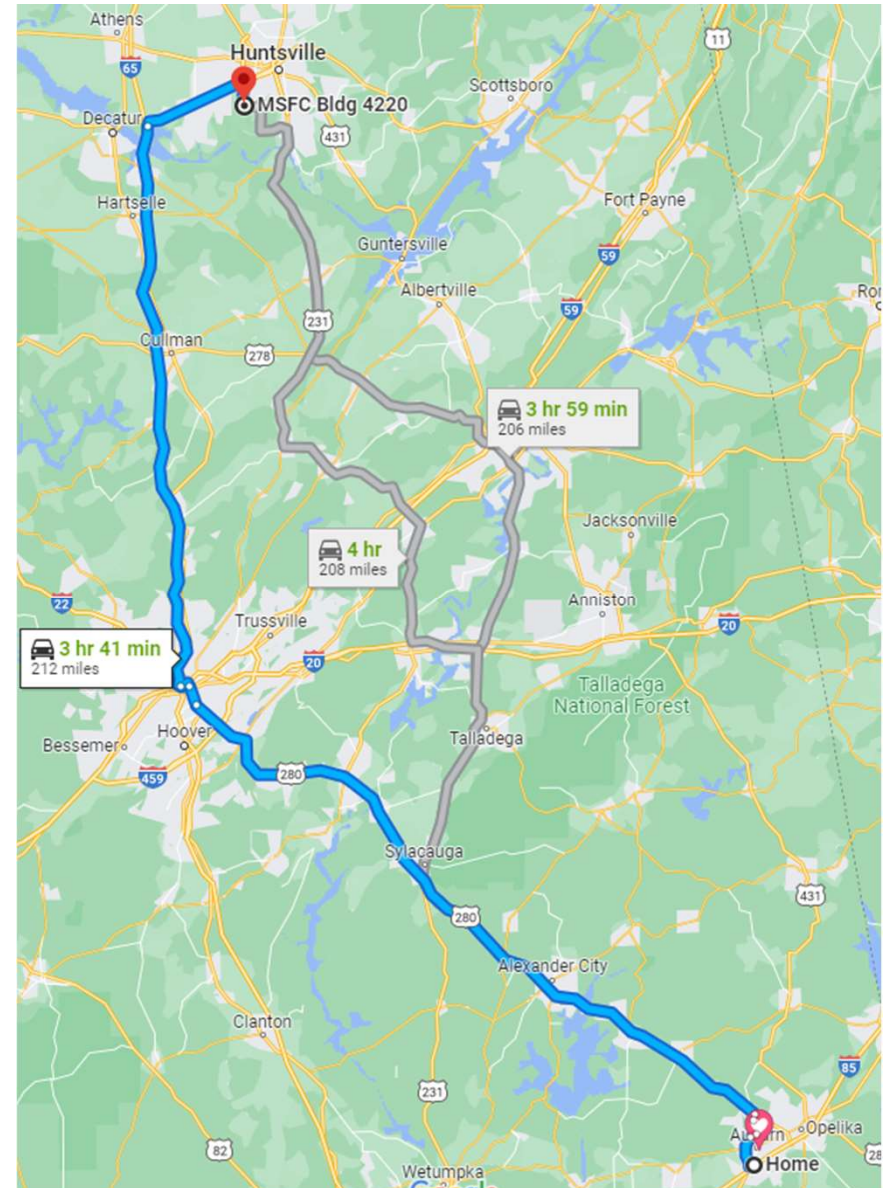 Athens
11
65
Huntsville
Scottsboro
MSFC Bldg 4220
Decatur
431
Hartselle
Fort Payne
Guntersville
59
Albertville
59
231
Cullman
278
3 hr 59 min
206 miles
4 hr
208 miles
Jacksonville
22
Anniston
Trussville
20
3 hr 41 min
212 miles
20
Talladega
National Forest
Hoover
Talladega
Bessemer
459
280
Sylacauga
431
280
Alexander City
Clanton
85
231
Opelika
82
Home
Wetumpka